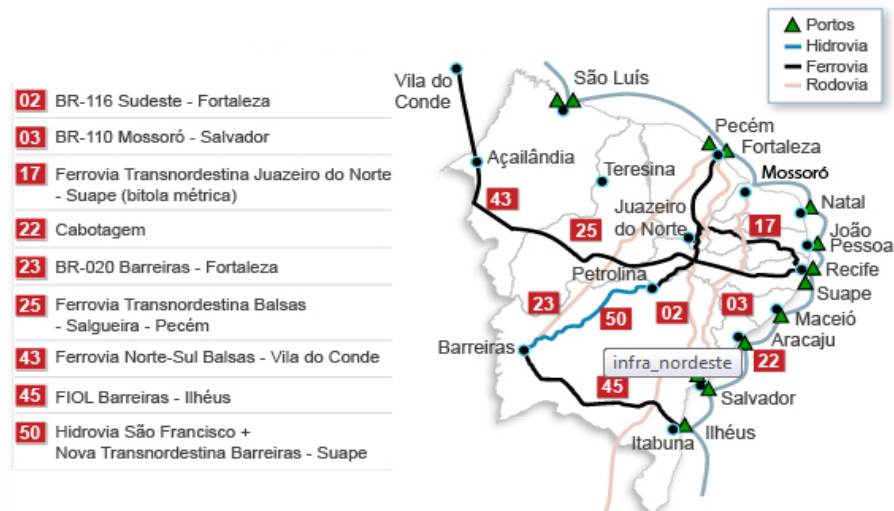 02 BR-116 Sudeste - Fortaleza
03 BR-110 Mossoró - Salvador
17 Ferrovia Transnordestina Juazeiro do Norte
- Suape (bitola métrica)
22 Cabotagem
23 BR-020 Barreiras - Fortaleza
25 Ferrovia Transnordestina Balsas
- Salgueira - Pecém
43 Ferrovia Norte-Sul Balsas - Vila do Conde
45 FIOL Barreiras - Ilhéus
50 Hidrovia São Francisco +
Nova Transnordestina Barreiras - Suape
Portos
Hidrovia
Ferrovia
Rodovia
Vila do
Conde
São Luís
Pecém
Fortaleza
Açailândia
Teresina
Mossoró
43
25
Juazeiro
do Norte
17
Natal
João
Pessoa
Recife
Petrolina
Suape
23
50
02
03
Maceió
Barreiras
Aracaju
infra_nordeste
22
45
Salvador
Itabuna
Ilhéus